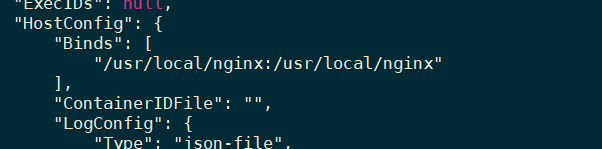 "ExecIDs": null,
"HostConfig": {
"Binds": [
"/usr/local/nginx:/usr/local/nginx"
],
"ContainerIDFile": "",
"LogConfig": {
"Type": "json-file",